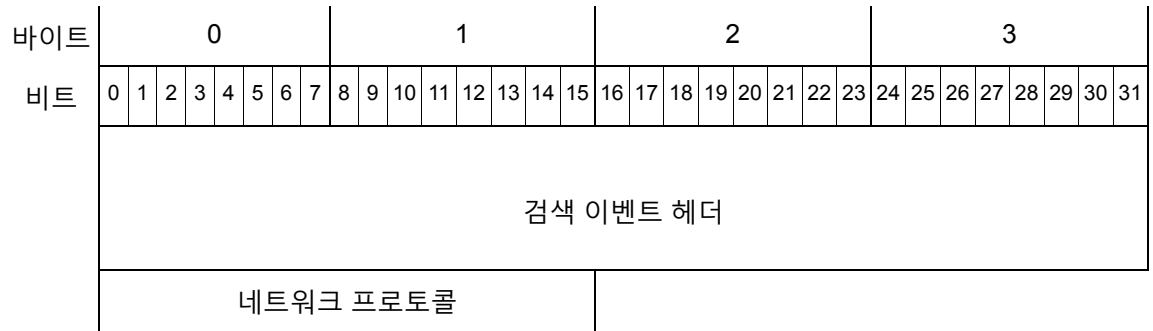 바이트 0 1 2 3
비트 0 1 2 3 4 5 6 7 8 9 10 11 12 13 14 15 16 17 18 19 20 21 22 23 24 25 26 27 28 29 30 31
검색 이벤트 헤더
네트워크 프로토콜